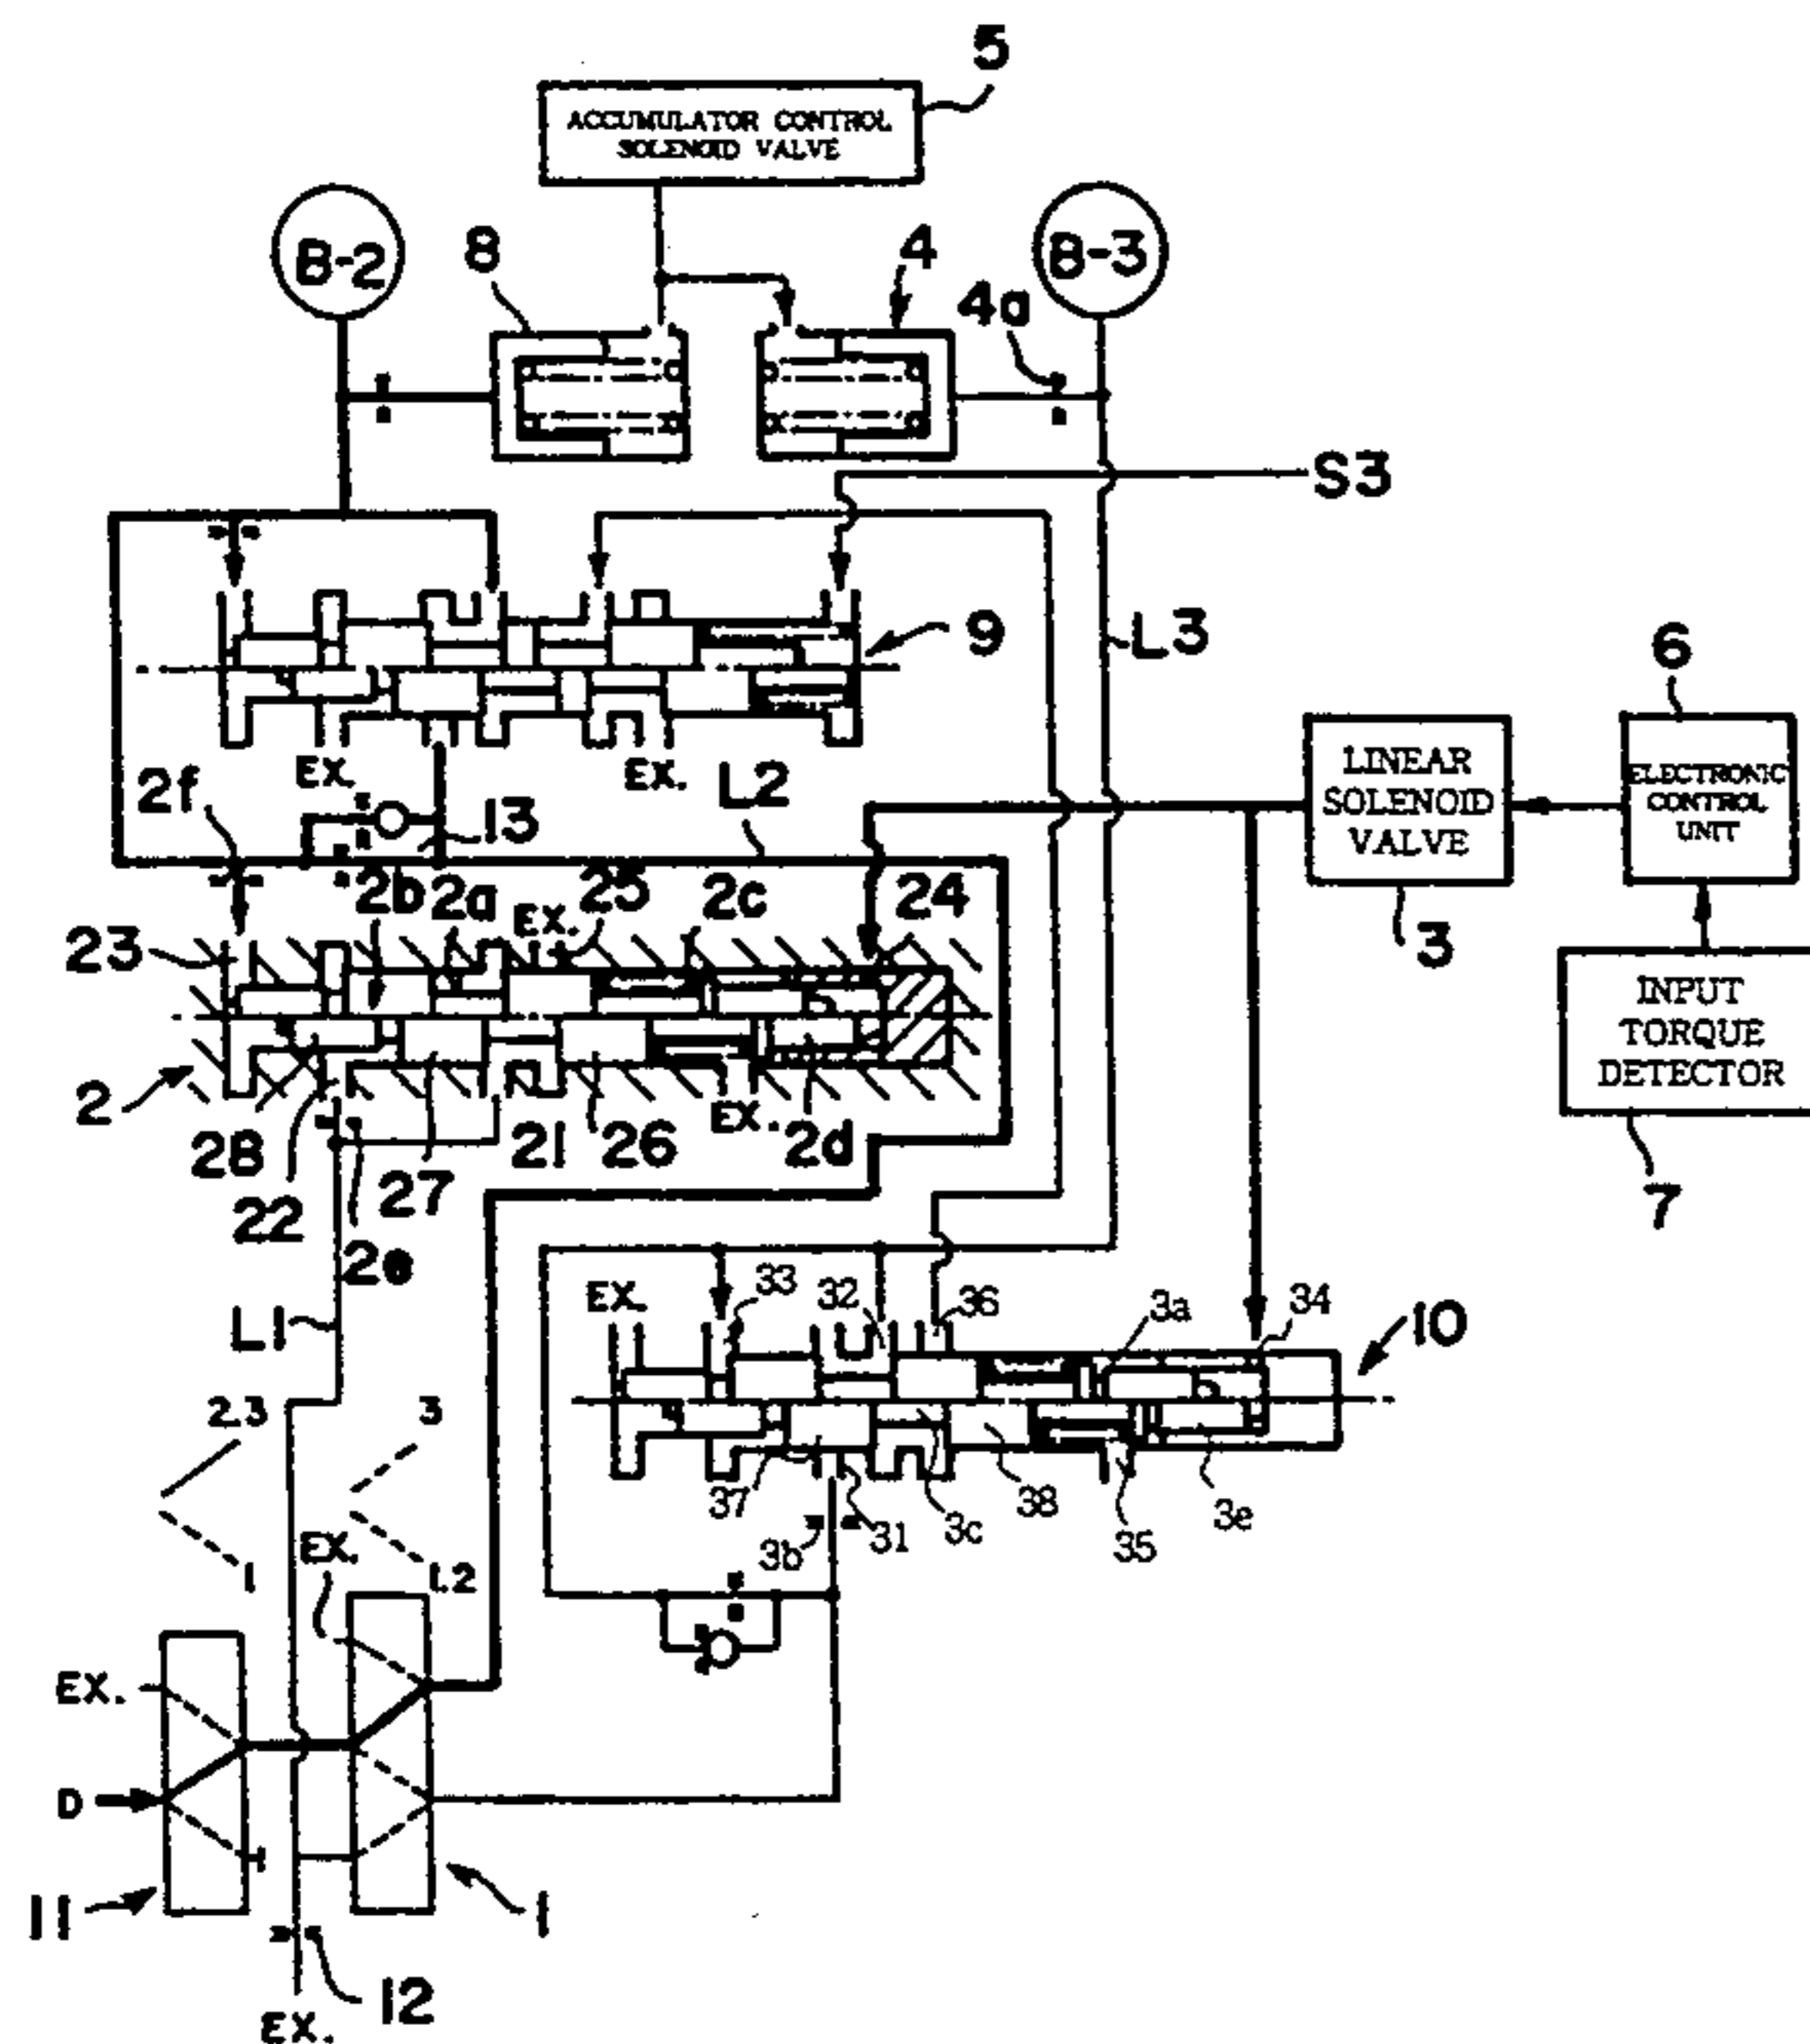 5
ACCUMULATOR CONTROL
SOLENOID VALVE
B-2
8
4
B-3
4a
S3
9
L3
6
EX.
EX.
2f
L2
13
LINEAR
SOLENOID
VALVE
ELECTRONIC
CONTROL
UNIT
2b
2a
EX.
25
2c
24
3
23
INPUT
TORQUE
DETECTOR
2
EX.
28
21
26
2d
27
22
7
2e
EX.
33
32
36
3a
34
L1
10
2.3
3
37
3c
38
3e
EX.
3b
31
35
1
1.2
EX.
D
11
1
12
EX.